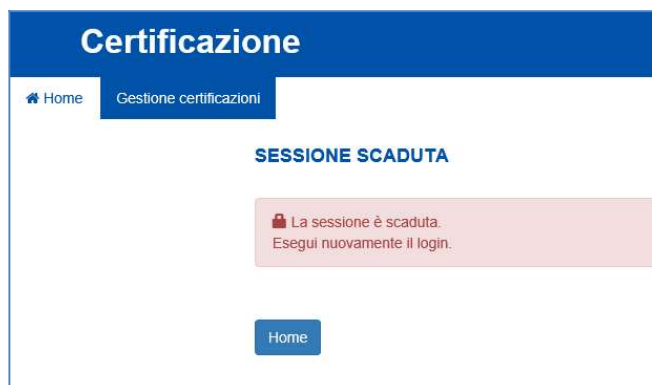 Certificazione
Home
Gestione certificazioni
SESSIONE SCADUTA
La sessione è scaduta.
Esegui nuovamente il login.
Home